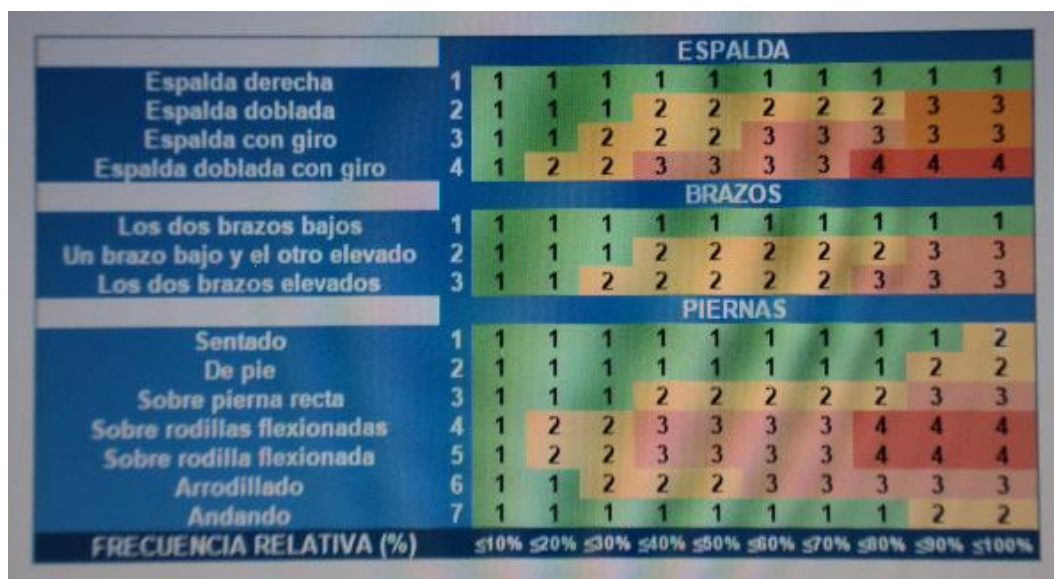 ESPALDA
Espalda derecha 1 1 1 1 1 1 1 1 1 1 1
Espalda doblada 2 1 1 1 2 2 2 2 2 3 3
Espalda con giro 3 1 1 2 2 2 3 3 3 3 3
Espalda doblada con giro 4 1 2 2 3 3 3 3 4 4 4
BRAZOS
Los dos brazos bajos 1 1 1 1 1 1 1 1 1 1 1
Un brazo bajo y el otro elevado 2 1 1 1 2 2 2 2 2 3 3
Los dos brazos elevados 3 1 1 2 2 2 2 2 3 3 3
PIERNAS
Sentado 1 1 1 1 1 1 1 1 1 1 2
De pie 2 1 1 1 1 1 1 1 1 2 2
Sobre pierna recta 3 1 1 1 2 2 2 2 2 3 3
Sobre rodillas flexionadas 4 1 2 2 3 3 3 3 4 4 4
Sobre rodilla flexionada 5 1 2 2 3 3 3 3 4 4 4
Arrodillado 6 1 1 2 2 2 3 3 3 3 3
Andando 7 1 1 1 1 1 1 1 1 2 2
FRECUENCIA RELATIVA (%) ≤10% ≤20% ≤30% ≤40% ≤50% ≤60% ≤70% ≤80% ≤90% ≤100%